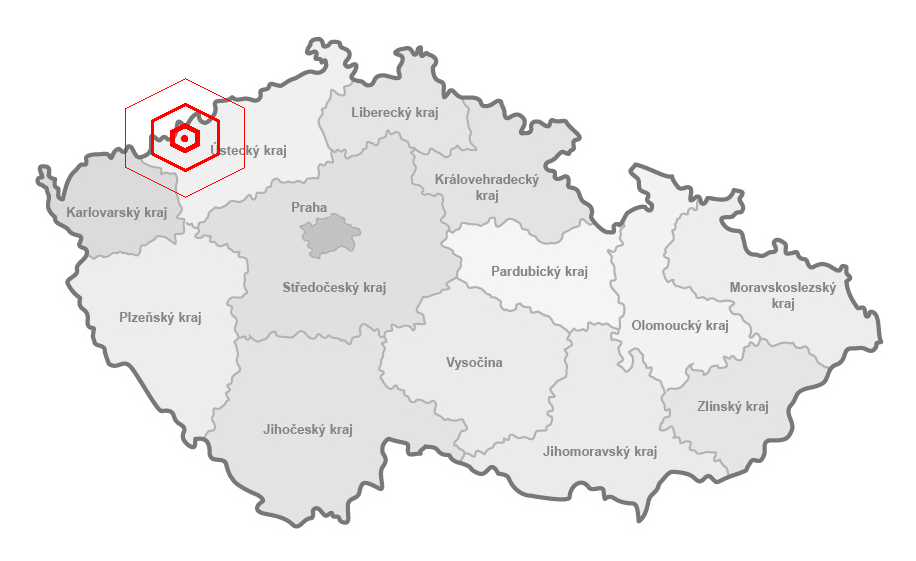 Liberecký kraj
Ústecký kraj
Královehradecký
kraj
Karlovarský kraj
Praha
Pardubický kraj
Středočeský kraj
Moravskoslezský
kraj
Plzeňský kraj
Olomoucký kraj
Vysočina
Zlínský kraj
Jihočeský kraj
Jihomoravský kraj